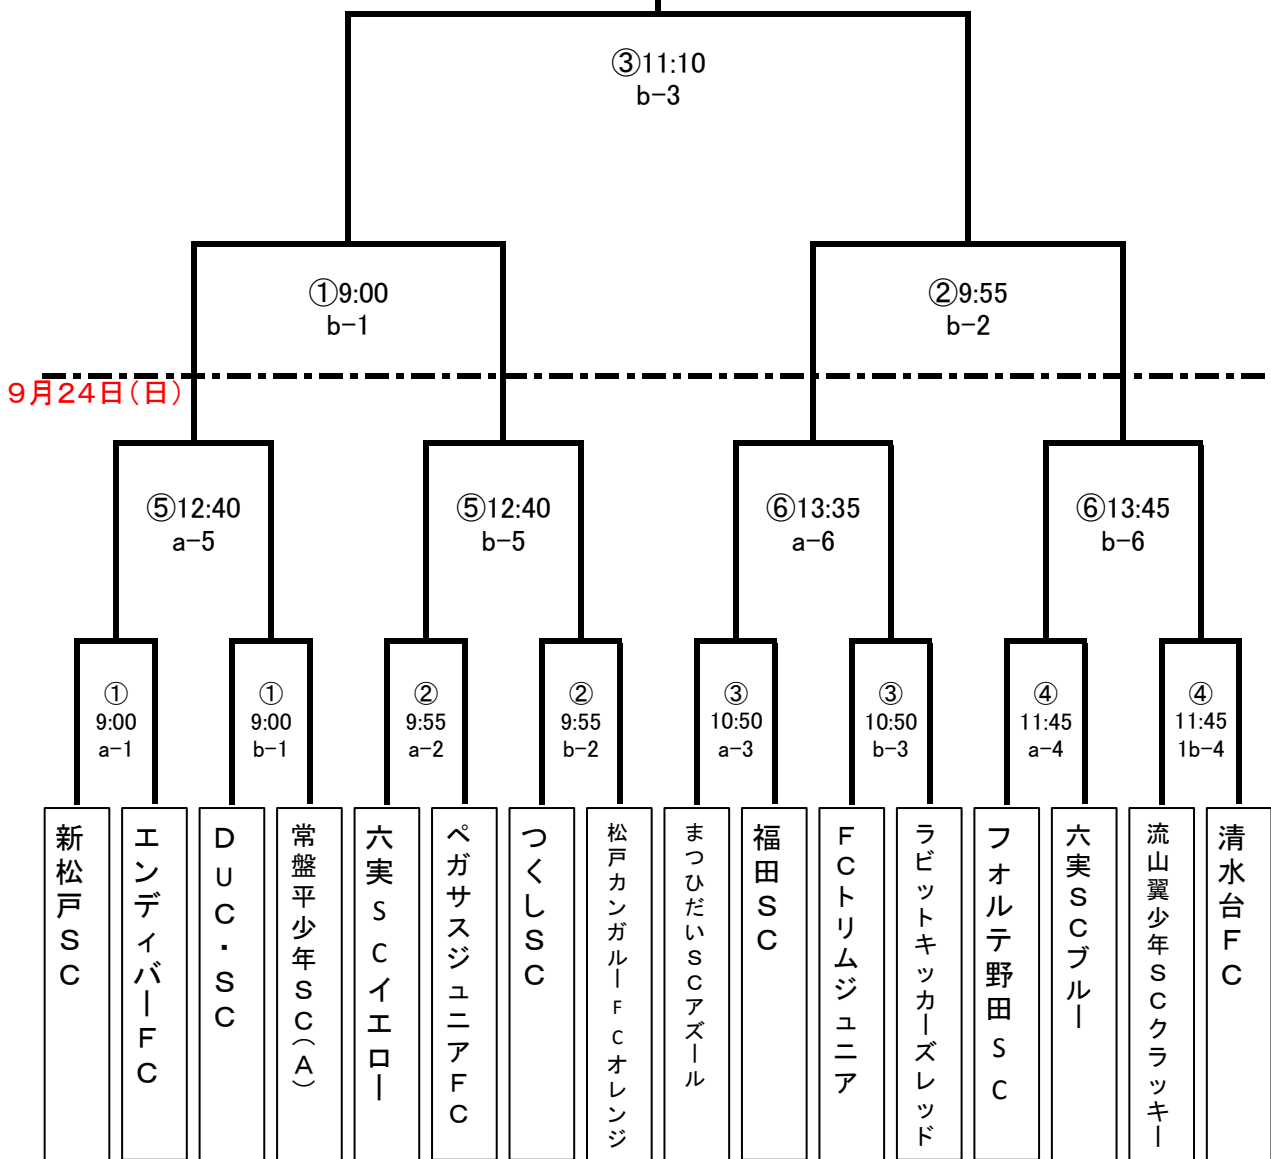 ③11:10
b-3
①9:00
b-1
②9:55
b-2
9月24日(日)
⑤12:40
a-5
⑤12:40
b-5
⑥13:35
a-6
⑥13:45
b-6
①
9:00
a-1
①
9:00
b-1
②
9:55
a-2
②
9:55
b-2
③
10:50
a-3
③
10:50
b-3
④
11:45
a-4
④
11:45
1b-4
新松戸SC
エンディバーFC
DUC・SC
常盤平少年SC(A)
六実SCイエロー
ペガサスジュニアFC
つくしSC
松戸カンガルーFCオレンジ
まつひだいSCアズール
福田SC
FCトリムジュニア
ラビットキッカーズレッド
フォルテ野田SC
六実SCブルー
流山翼少年SCクラッキー
清水台FC